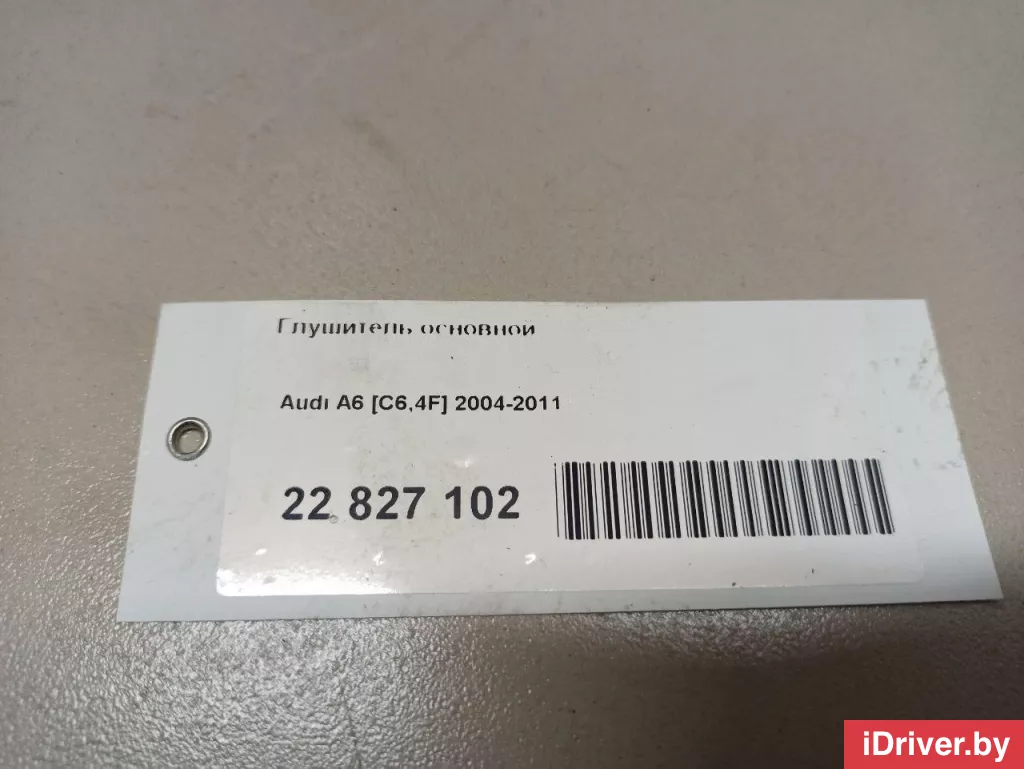 Глушитель основной
Audi A6 [C6,4F] 2004-2011
22 827 102
iDriver.by